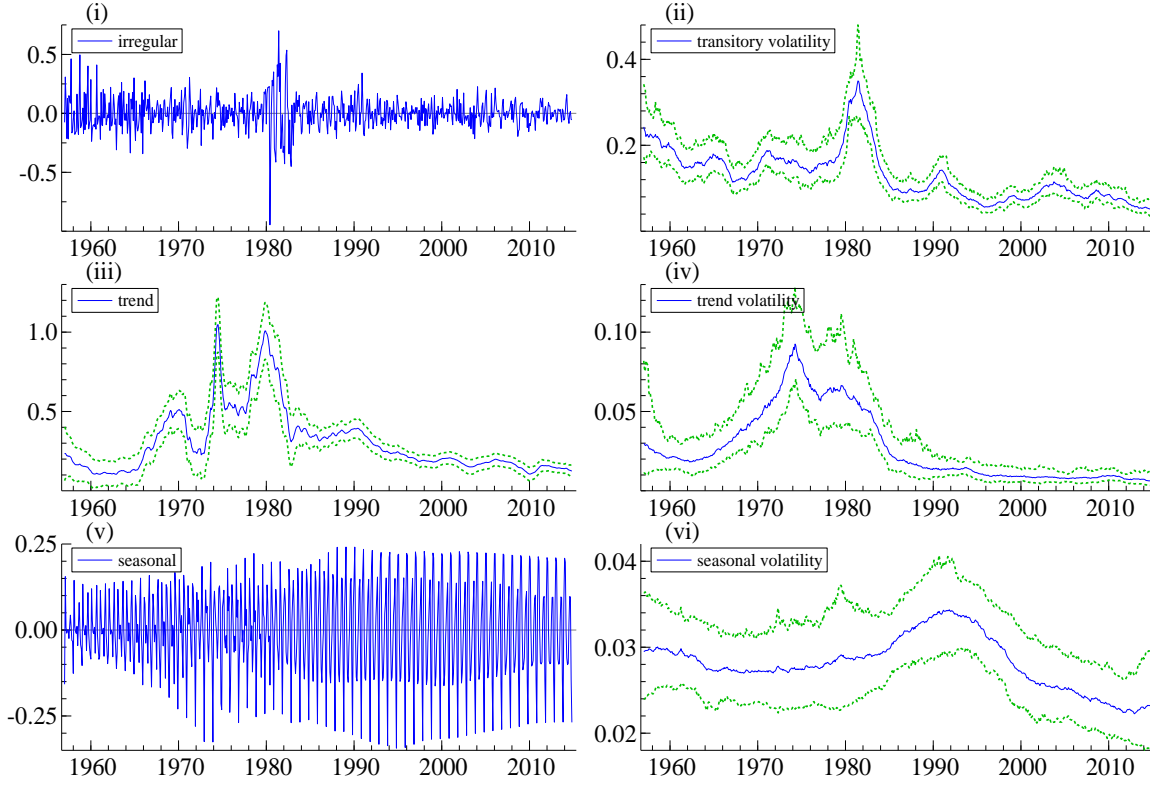 (i)
irregular
0.5
0.0
-0.5
1960 1970 1980 1990 2000 2010
(ii)
transitory volatility
0.4
0.2
1960 1970 1980 1990 2000 2010
(iii)
trend
1.0
0.5
1960 1970 1980 1990 2000 2010
(iv)
trend volatility
0.10
0.05
1960 1970 1980 1990 2000 2010
(v)
seasonal
0.25
0.00
-0.25
1960 1970 1980 1990 2000 2010
(vi)
seasonal volatility
0.04
0.03
0.02
1960 1970 1980 1990 2000 2010